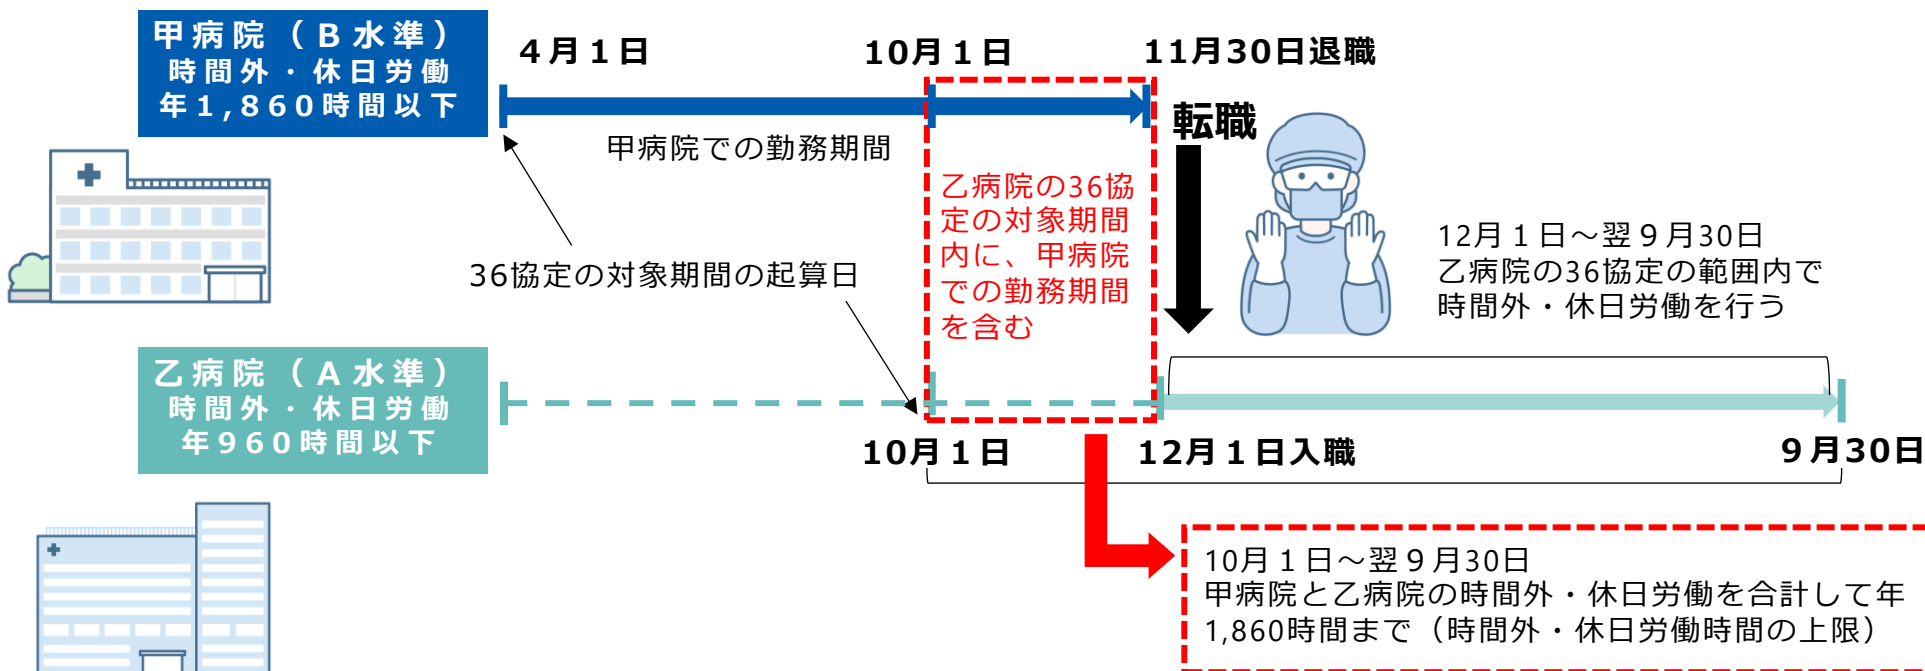 甲病院（B水準）
時間外・休日労働
年1,860時間以下
４月１日
10月１日
11月30日退職
転職
甲病院での勤務期間
乙病院の36協
定の対象期間
内に、甲病院
での勤務期間
を含む
36協定の対象期間の起算日
12月１日～翌９月30日
乙病院の36協定の範囲内で
時間外・休日労働を行う
乙病院（A水準）
時間外・休日労働
年960時間以下
10月１日
12月１日入職
９月30日
10月１日～翌９月30日
甲病院と乙病院の時間外・休日労働を合計して年
1,860時間まで（時間外・休日労働時間の上限）